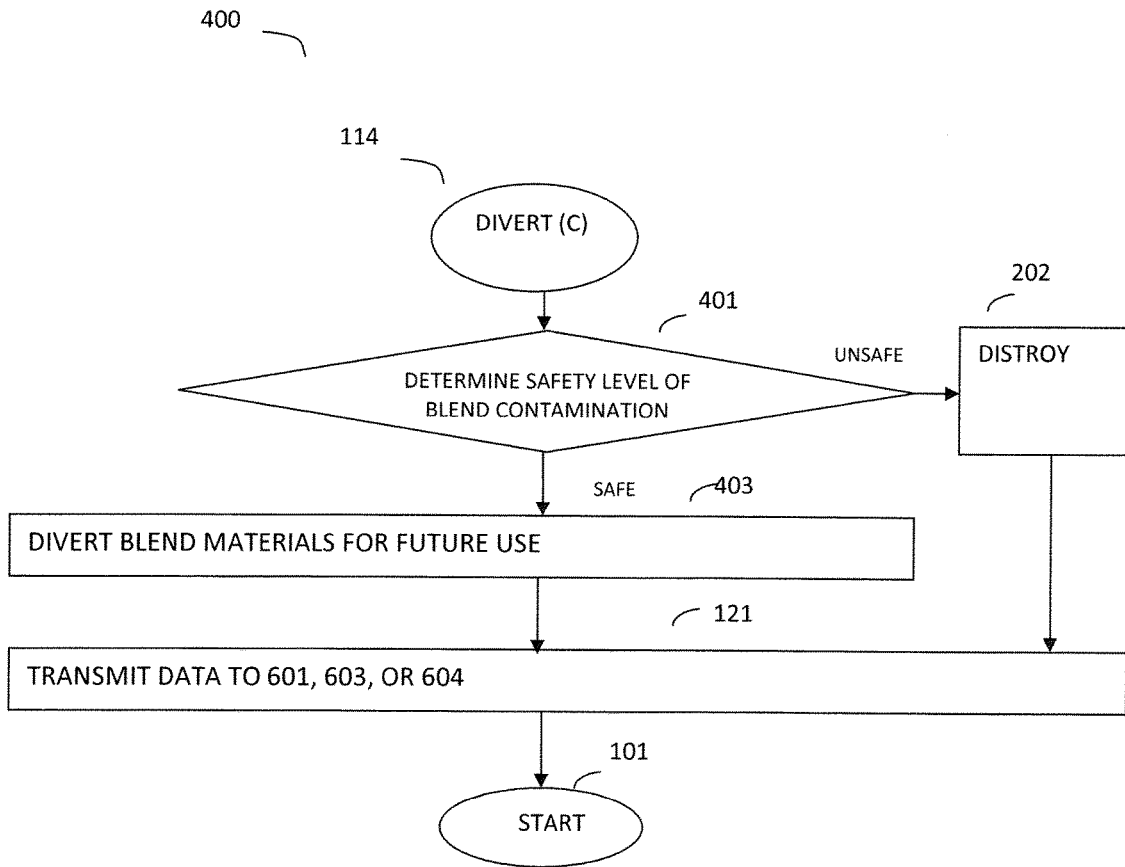 400
114
DIVERT (C)
202
401
UNSAFE
DISTROY
DETERMINE SAFETY LEVEL OF
BLEND CONTAMINATION
SAFE
403
DIVERT BLEND MATERIALS FOR FUTURE USE
121
TRANSMIT DATA TO 601, 603, OR 604
101
START